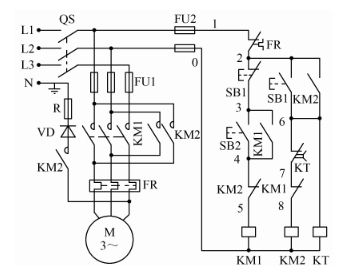 QS
FU2
1
L1
L2
L3
N
0
FR
2
FU1
SB1
SB1
KM2
R
3
6
VD
KM1
KM2
SB2
KM1
KT
4
7
KM2
KM2
KM1
FR
5
8
M
3~
KM1
KM2
KT